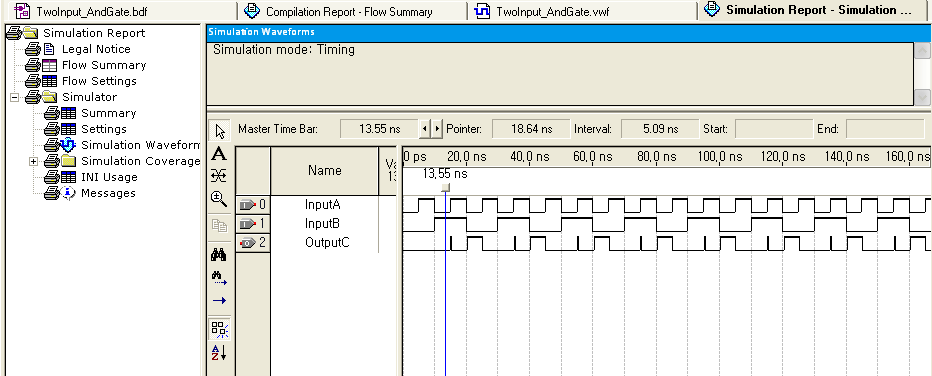 TwoInput_AndGate.bdf
Compilation Report - Flow Summary
TwoInput_AndGate.vwf
Simulation Report - Simulation ...
Simulation Report
Legal Notice
Flow Summary
Flow Settings
Simulator
Summary
Settings
Simulation Waveform
Simulation Coverage
INI Usage
Messages
Simulation Waveforms
Simulation mode: Timing
Master Time Bar: 13.55 ns Pointer: 18.64 ns Interval: 5.09 ns Start: End:
A
Name
0 ps 20,0 ns 40,0 ns 60,0 ns 80,0 ns 100,0 ns 120,0 ns 140,0 ns 160,0 ns
13,55 ns
0 InputA
1 InputB
2 OutputC
A
Z